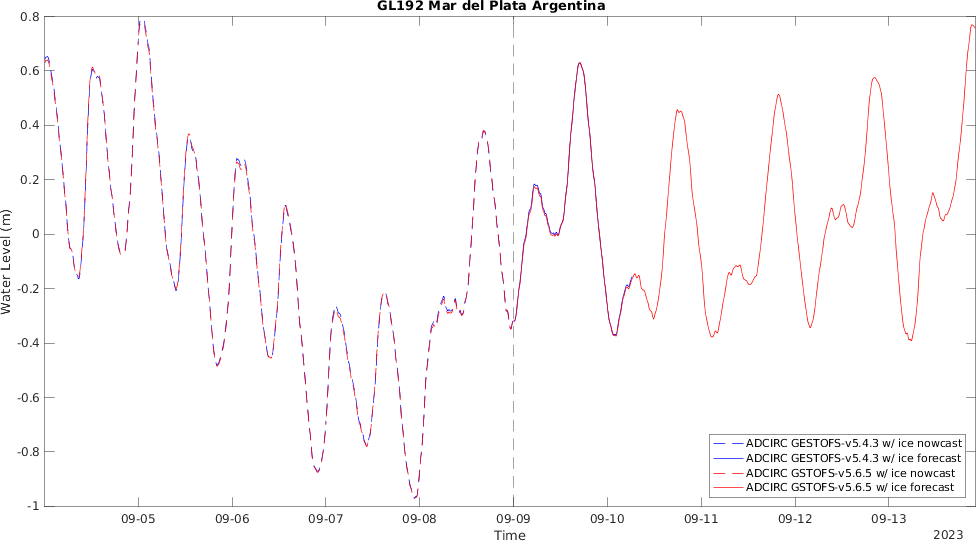 GL192 Mar del Plata Argentina
0.8
0.6
0.4
0.2
0
-0.2
-0.4
-0.6
-0.8
-1
Water Level (m)
ADCIRC GESTOFS-v5.4.3 w/ ice nowcast
ADCIRC GESTOFS-v5.4.3 w/ ice forecast
ADCIRC GSTOFS-v5.6.5 w/ ice nowcast
ADCIRC GSTOFS-v5.6.5 w/ ice forecast
09-05 09-06 09-07 09-08 09-09 09-10 09-11 09-12 09-13
Time
2023